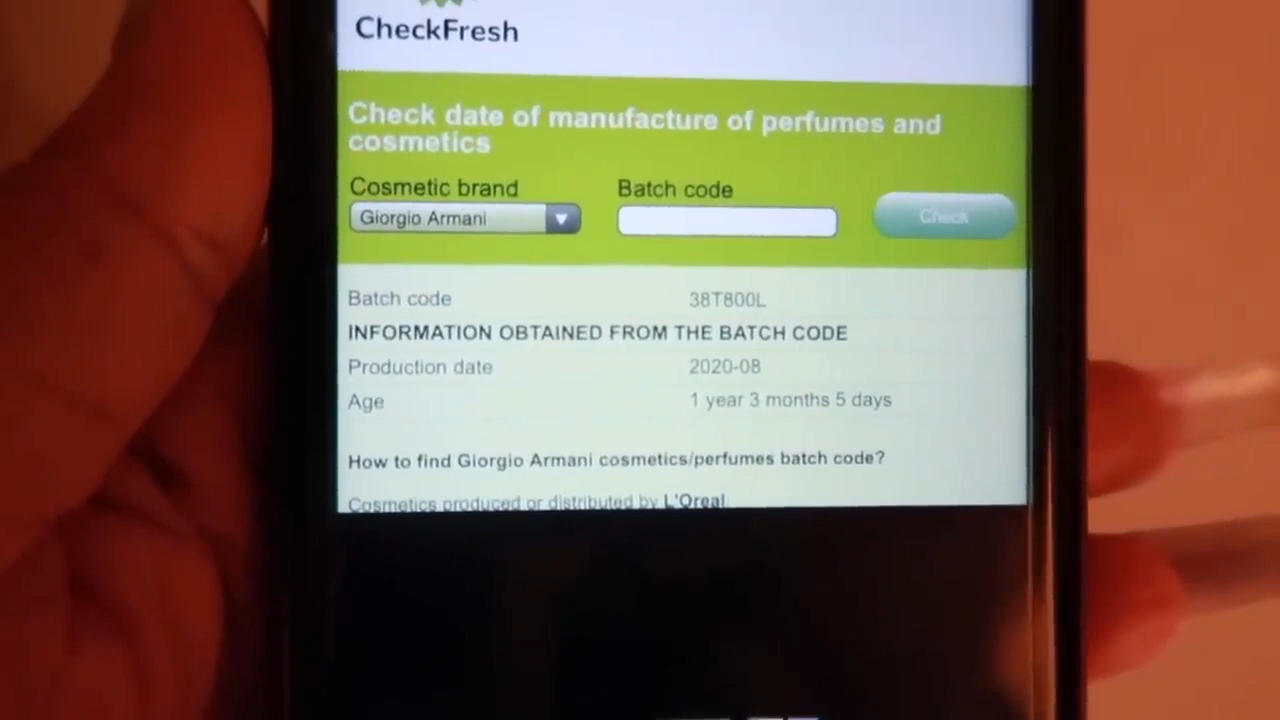 CheckFresh
Check date of manufacture of perfumes and
cosmetics
Cosmetic brand
Batch code
Giorgio Armani
Check
Batch code 38T800L
INFORMATION OBTAINED FROM THE BATCH CODE
Production date 2020-08
Age 1 year 3 months 5 days
How to find Giorgio Armani cosmetics/perfumes batch code?
Cosmetics produced or distributed by L'Oreal